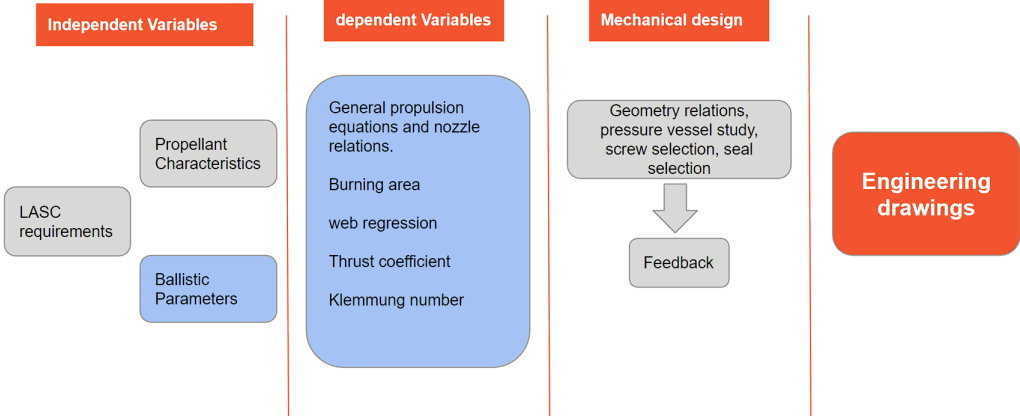 Independent Variables
dependent Variables
Mechanical design
LASC
requirements
Propellant
Characteristics
Ballistic
Parameters
General propulsion
equations and nozzle
relations.
Burning area
web regression
Thrust coefficient
Klemmung number
Geometry relations,
pressure vessel study,
screw selection, seal
selection
Feedback
Engineering
drawings